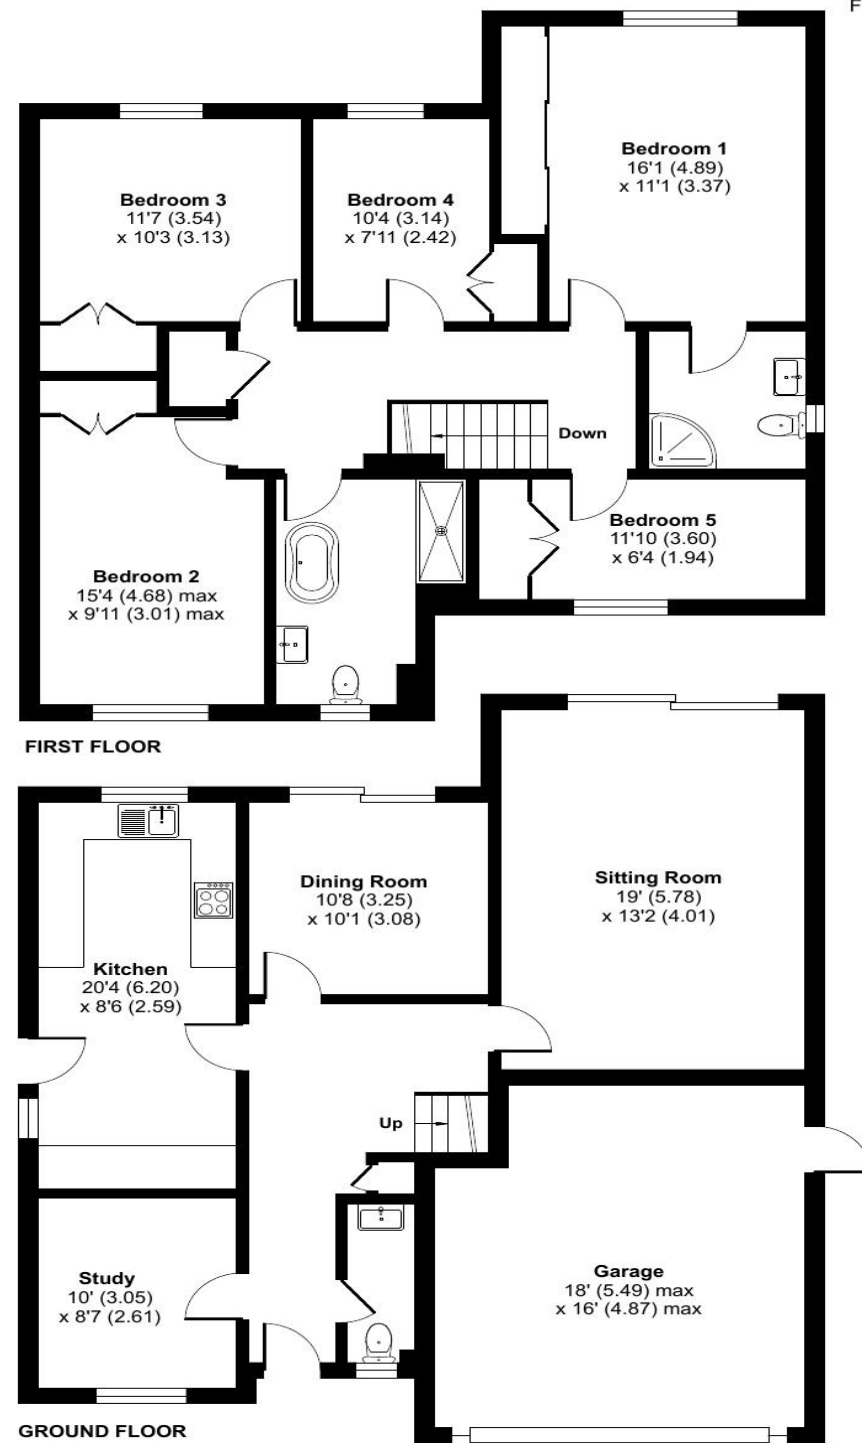 F
Bedroom 1
16'1 (4.89)
x 11'1 (3.37)
Bedroom 3
11'7 (3.54)
x 10'3 (3.13)
Bedroom 4
10'4 (3.14)
x 7'11 (2.42)
Down
Bedroom 5
11'10 (3.60)
x 6'4 (1.94)
Bedroom 2
15'4 (4.68) max
x 9'11 (3.01) max
FIRST FLOOR
Dining Room
10'8 (3.25)
x 10'1 (3.08)
Sitting Room
19' (5.78)
x 13'2 (4.01)
Kitchen
20'4 (6.20)
x 8'6 (2.59)
Up
Study
10' (3.05)
x 8'7 (2.61)
Garage
18' (5.49) max
x 16' (4.87) max
GROUND FLOOR